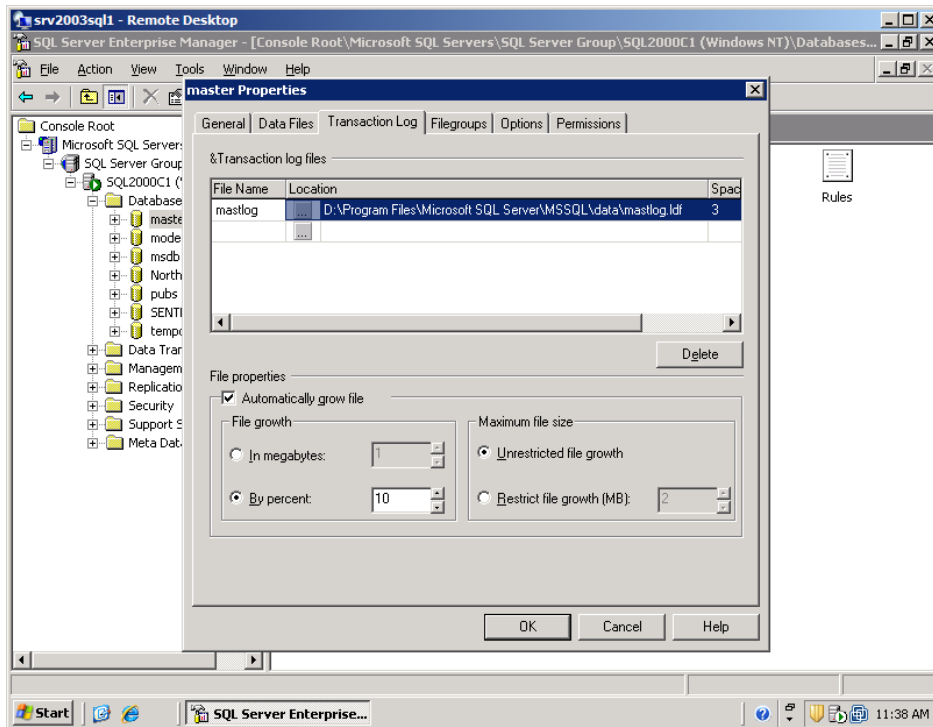 srv2003sql1 - Remote Desktop
SQL Server Enterprise Manager - [Console Root\Microsoft SQL Servers\SQL Server Group\SQL2000C1 (Windows NT)\Databases...
File Action View Tools Window Help
master Properties
General Data Files Transaction Log Filegroups Options Permissions
Console Root
Microsoft SQL Servers
SQL Server Group
SQL2000C1 ('
Database
maste
mode
msdb
North
pubs
SENTI
tempo
Data Tran
Managem
Replicatio
Security
Support S
Meta Dat
&Transaction log files
File Name Location Spac
mastlog ... D:\Program Files\Microsoft SQL Server\MSSQL\data\mastlog.ldf 3
...
Delete
File properties
Automatically grow file
File growth
In megabytes: 1
By percent: 10
Maximum file size
Unrestricted file growth
Restrict file growth (MB): 2
OK Cancel Help
Rules
Start SQL Server Enterprise... 11:38 AM